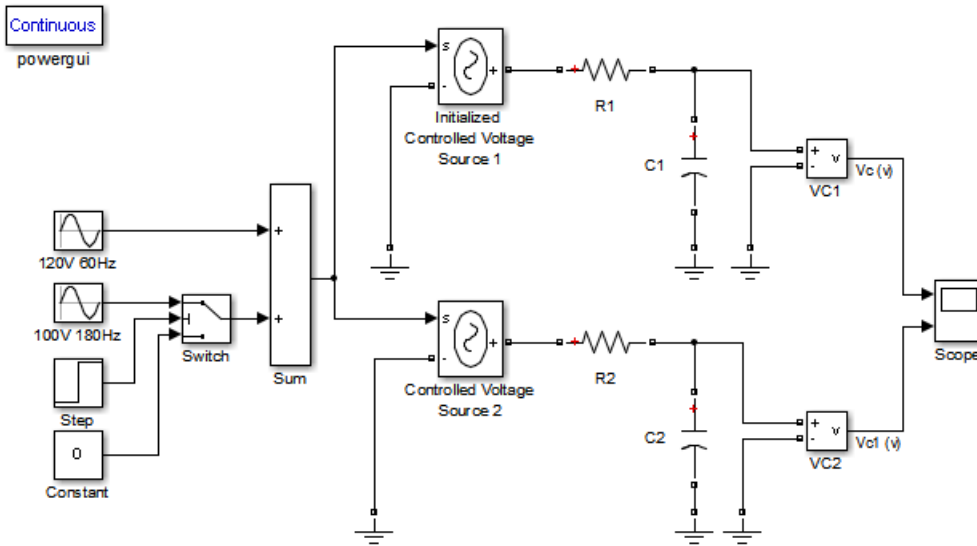 Continuous
powergui
s
+
-
Initialized
Controlled Voltage
Source 1
+
R1
+
C1
+
-
v
VC1
Vc (v)
120V 60Hz
100V 180Hz
Switch
Step
0
Constant
+
+
Sum
s
+
-
Controlled Voltage
Source 2
+
R2
+
C2
+
-
v
VC2
Vc1 (v)
Scope